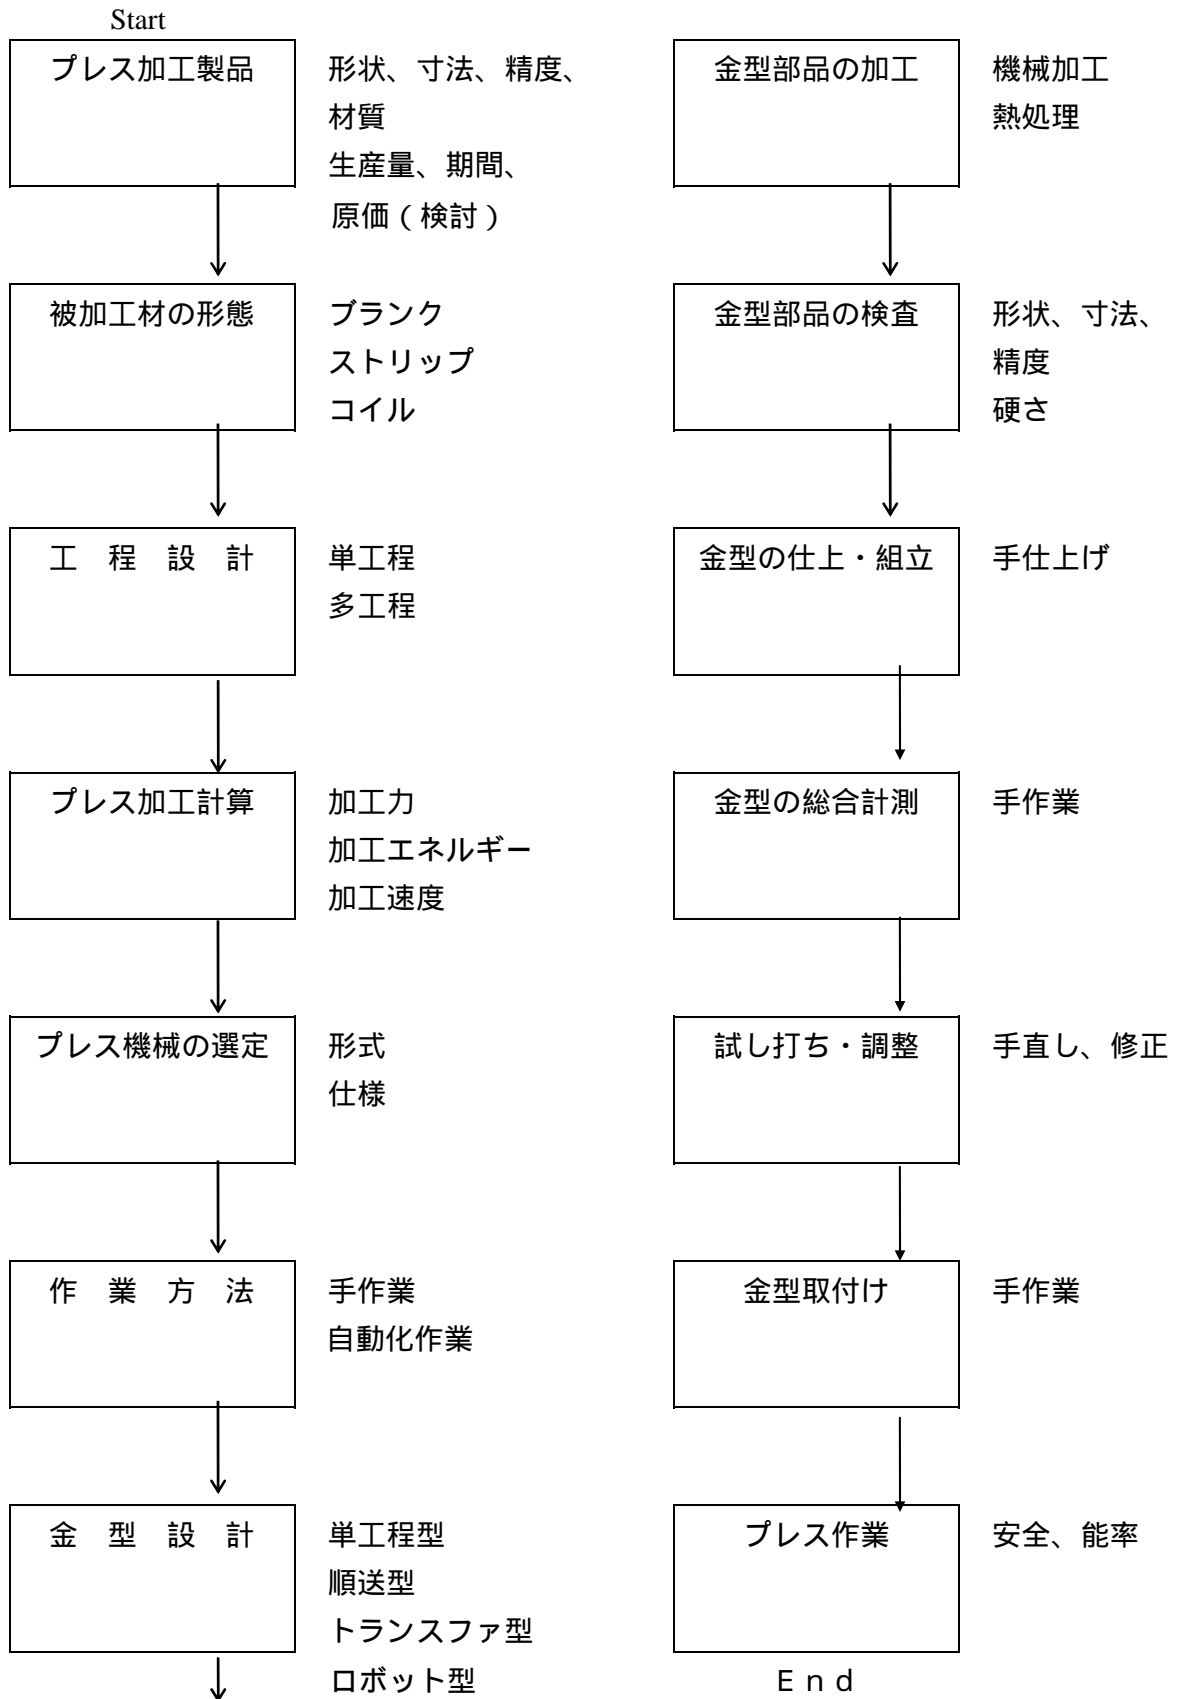 Start
プレス加工製品
形状、寸法、精度、
材質
生産量、期間、
原価(検討)
被加工材の形態
ブランク
ストリップ
コイル
工　程　設　計
単工程
多工程
プレス加工計算
加工力
加工エネルギー
加工速度
プレス機械の選定
形式
仕様
作　業　方　法
手作業
自動化作業
金　型　設　計
単工程型
順送型
トランスファ型
ロボット型
金型部品の加工
機械加工
熱処理
金型部品の検査
形状、寸法、
精度
硬さ
金型の仕上・組立
手仕上げ
金型の総合計測
手作業
試し打ち・調整
手直し、修正
金型取付け
手作業
プレス作業
安全、能率
Ｅｎｄ